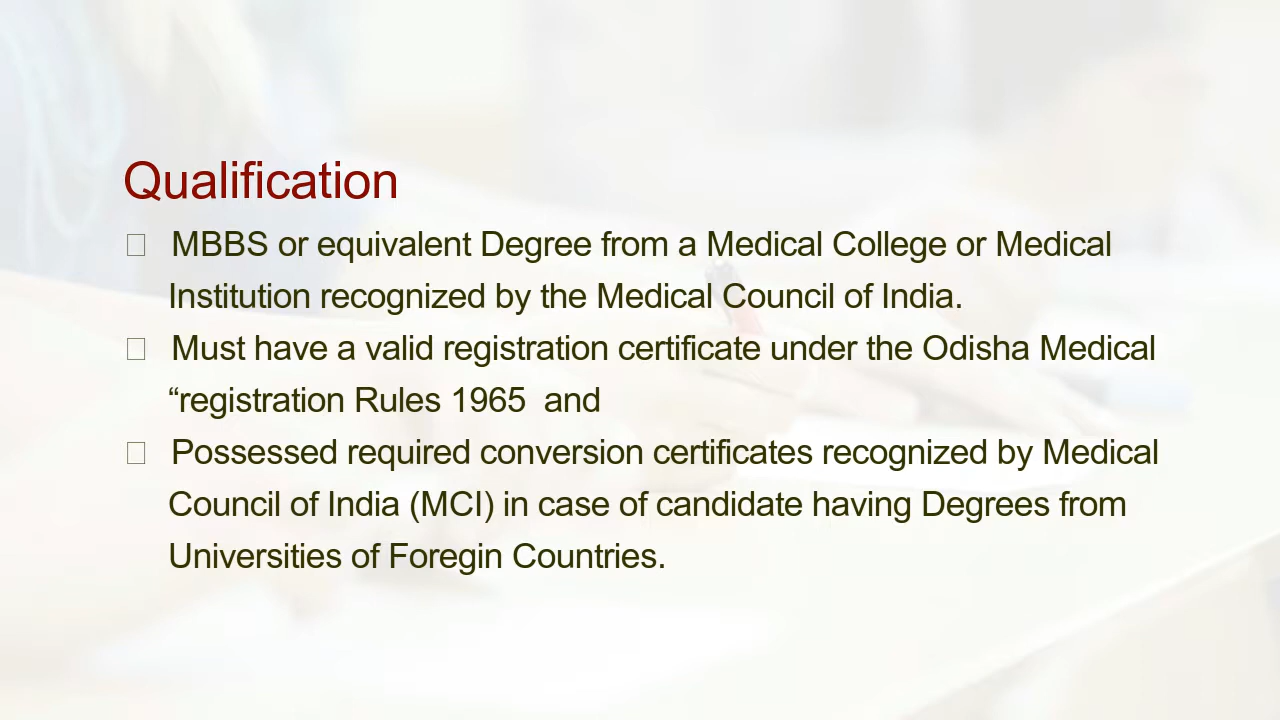 Qualification
□ MBBS or equivalent Degree from a Medical College or Medical
Institution recognized by the Medical Council of India.
□ Must have a valid registration certificate under the Odisha Medical
“registration Rules 1965  and
□ Possessed required conversion certificates recognized by Medical
Council of India (MCI) in case of candidate having Degrees from
Universities of Foregin Countries.